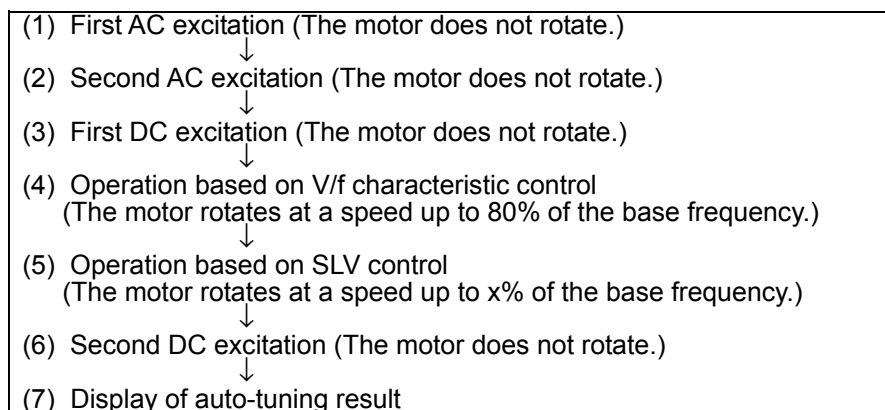 (1) First AC excitation (The motor does not rotate.)
↓
(2) Second AC excitation (The motor does not rotate.)
↓
(3) First DC excitation (The motor does not rotate.)
↓
(4) Operation based on V/f characteristic control
(The motor rotates at a speed up to 80% of the base frequency.)
↓
(5) Operation based on SLV control
(The motor rotates at a speed up to x% of the base frequency.)
↓
(6) Second DC excitation (The motor does not rotate.)
↓
(7) Display of auto-tuning result